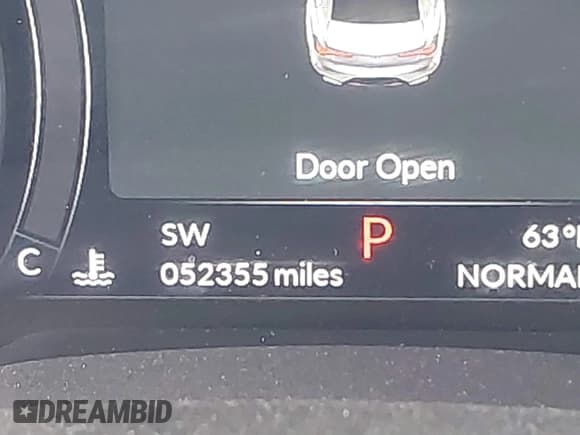 Door Open
SW
P
63°
C
052355 miles
NORMA
DREAMBID